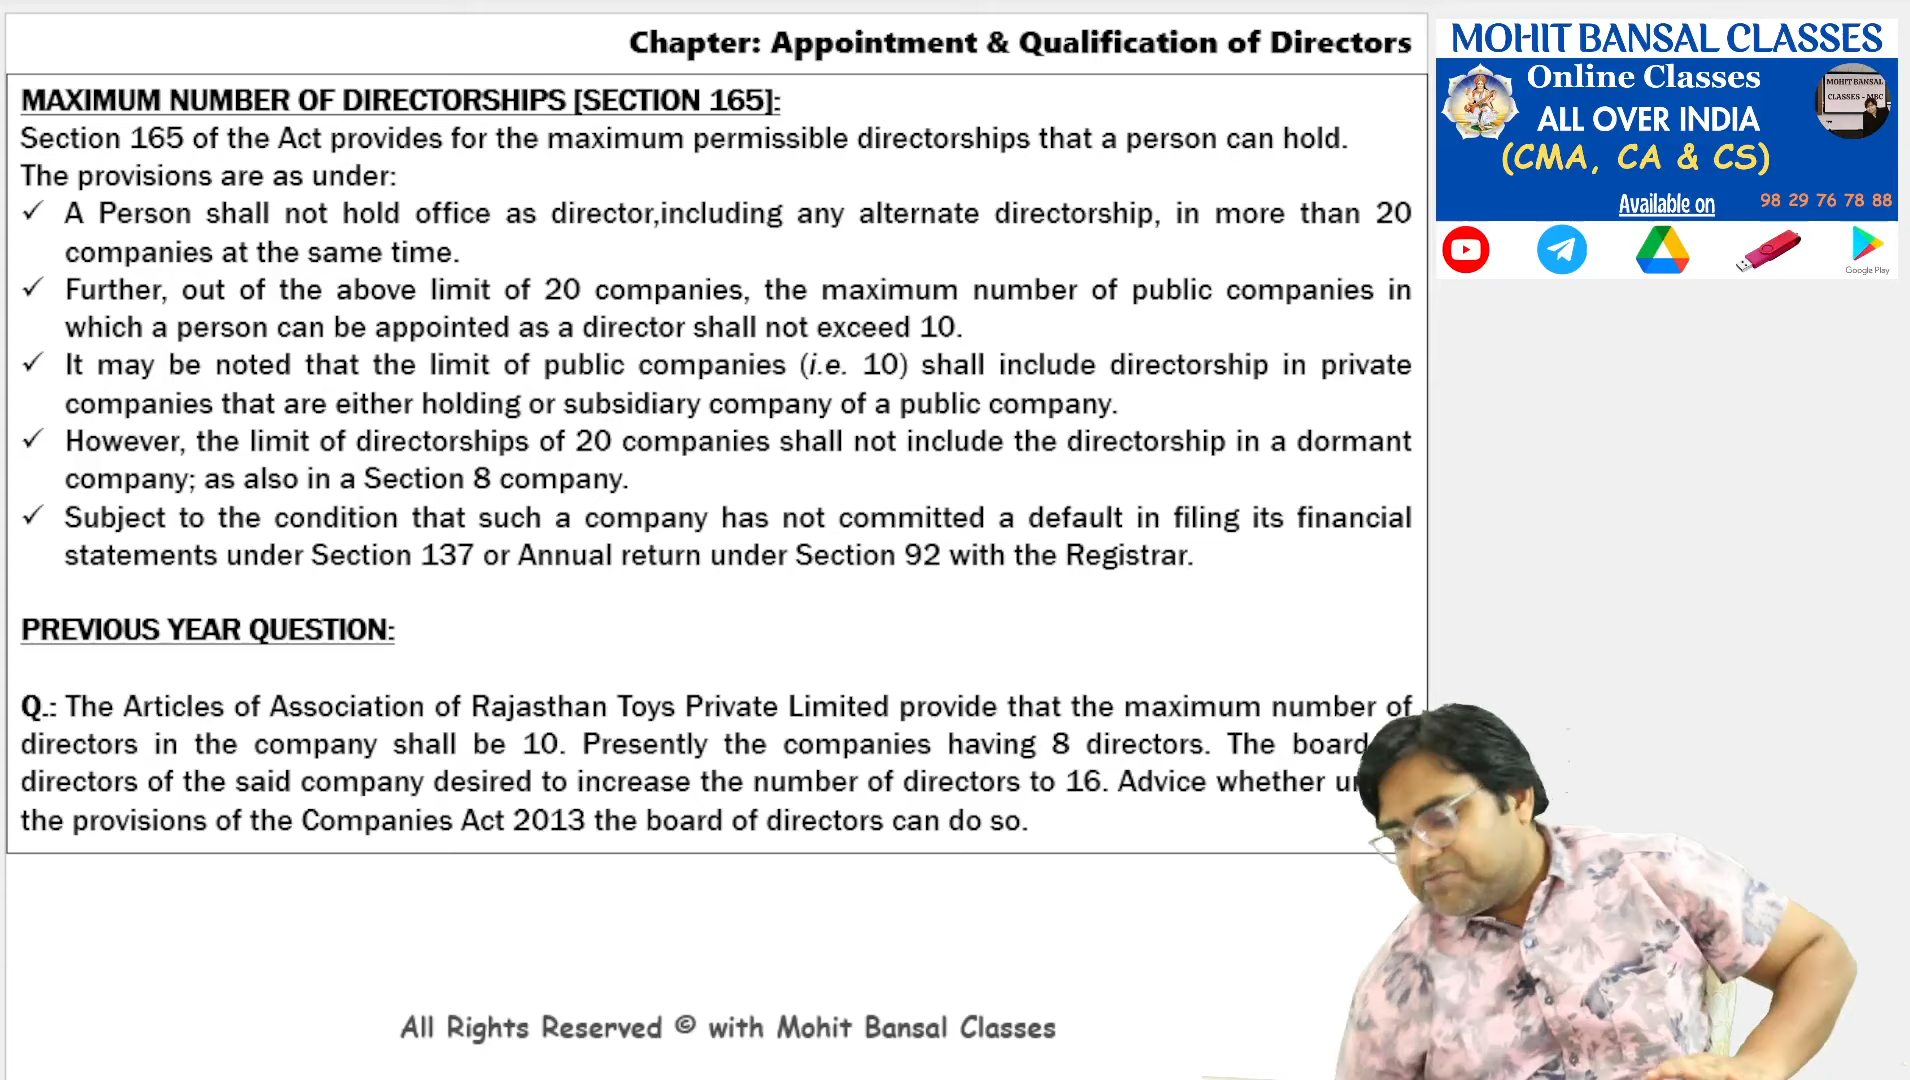 Chapter: Appointment & Qualification of Directors
MAXIMUM NUMBER OF DIRECTORSHIPS [SECTION 165]:
Section 165 of the Act provides for the maximum permissible directorships that a person can hold.
The provisions are as under:
✓ A Person shall not hold office as director,including any alternate directorship, in more than 20
companies at the same time.
✓ Further, out of the above limit of 20 companies, the maximum number of public companies in
which a person can be appointed as a director shall not exceed 10.
✓ It may be noted that the limit of public companies (i.e. 10) shall include directorship in private
companies that are either holding or subsidiary company of a public company.
✓ However, the limit of directorships of 20 companies shall not include the directorship in a dormant
company; as also in a Section 8 company.
✓ Subject to the condition that such a company has not committed a default in filing its financial
statements under Section 137 or Annual return under Section 92 with the Registrar.
PREVIOUS YEAR QUESTION:
Q.: The Articles of Association of Rajasthan Toys Private Limited provide that the maximum number of
directors in the company shall be 10. Presently the companies having 8 directors. The board
directors of the said company desired to increase the number of directors to 16. Advice whether
the provisions of the Companies Act 2013 the board of directors can do so.
All Rights Reserved © with Mohit Bansal Classes
MOHIT BANSAL CLASSES
Online Classes
ALL OVER INDIA
(CMA, CA & CS)
Available on
98 29 76 78 88
MOHIT BANSAL
CLASSES - MBC
Google Play